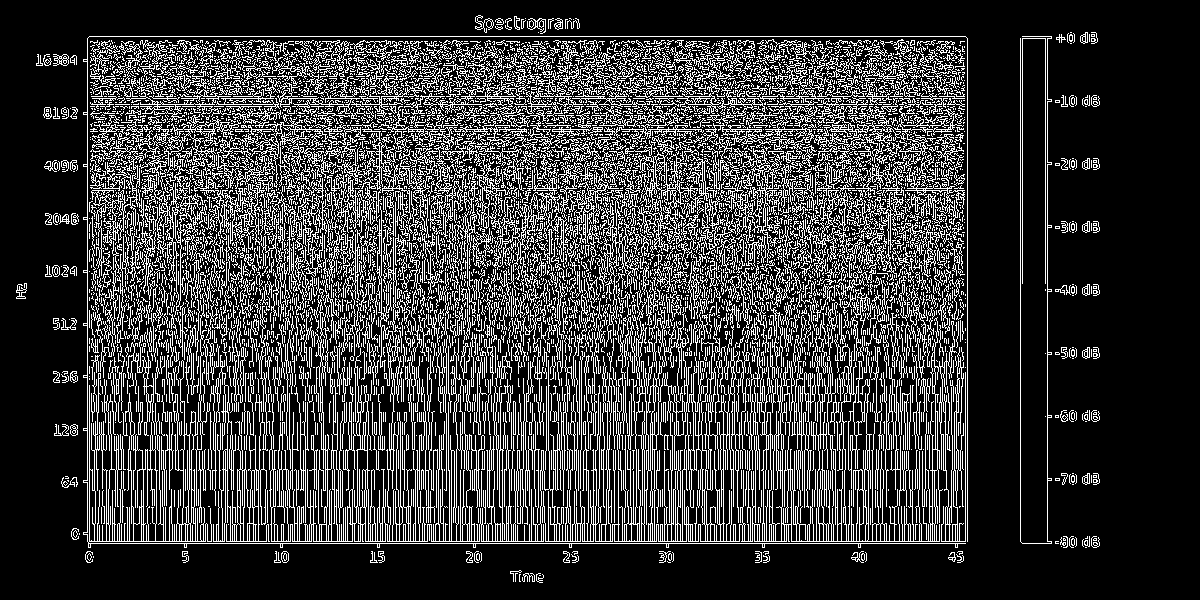 Spectrogram
16384
8192
4096
2048
1024
512
256
128
64
0
Hz
0 5 10 15 20 25 30 35 40 45
Time
+0 dB
-10 dB
-20 dB
-30 dB
-40 dB
-50 dB
-60 dB
-70 dB
-80 dB